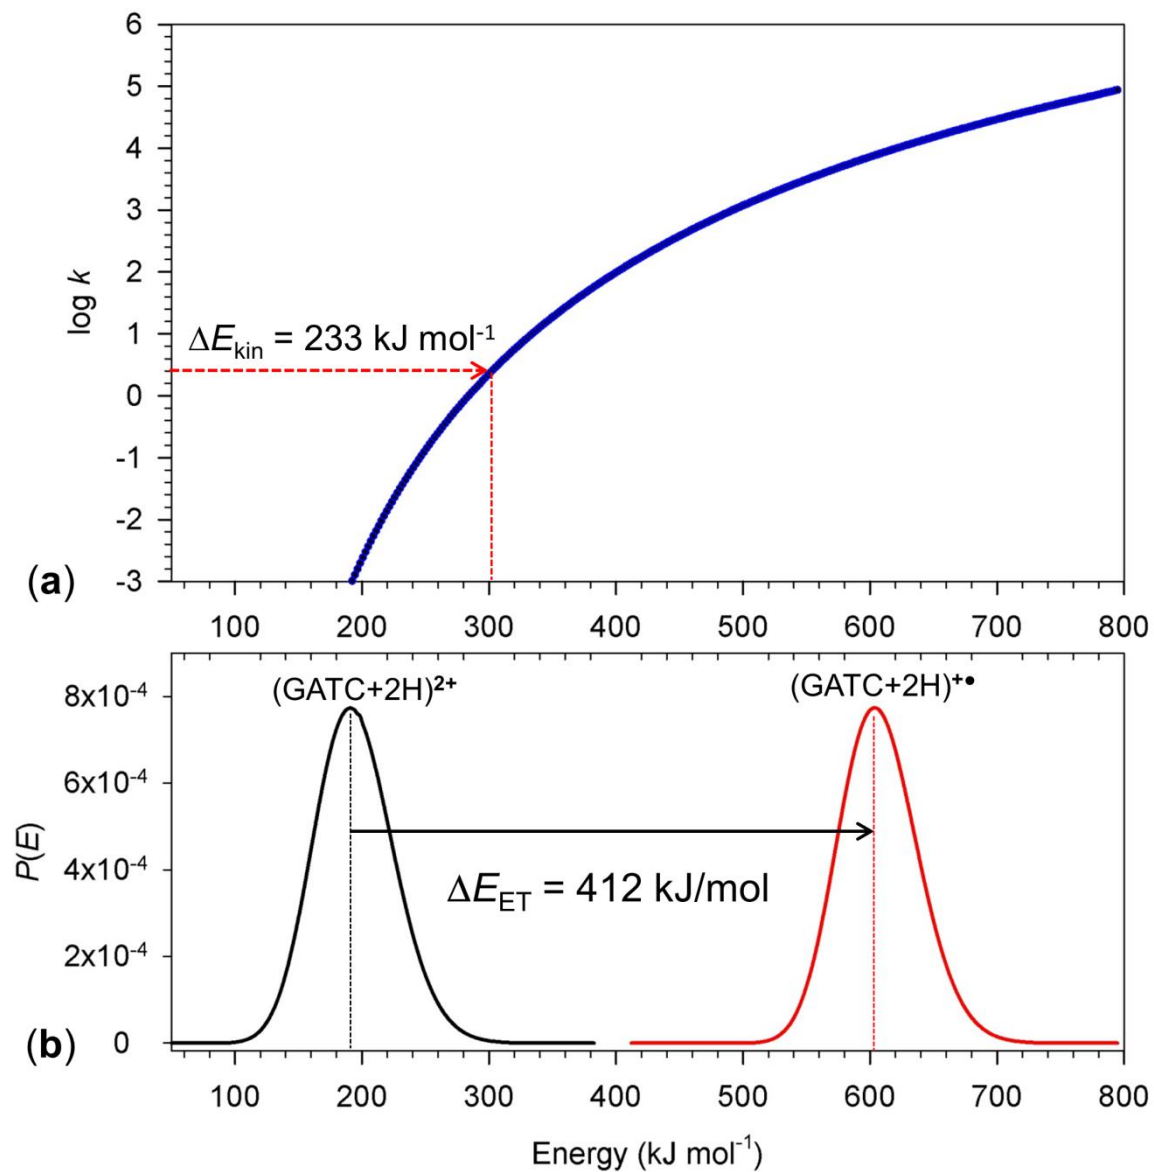 6
5
4
3
2
1
0
-1
-2
-3
log k
ΔE_kin = 233 kJ mol⁻¹
(a)
100 200 300 400 500 600 700 800
(GATC+2H)²⁺
(GATC+2H)⁺●
8x10⁻⁴
6x10⁻⁴
4x10⁻⁴
2x10⁻⁴
0
P(E)
ΔE_ET = 412 kJ/mol
(b)
100 200 300 400 500 600 700 800
Energy (kJ mol⁻¹)